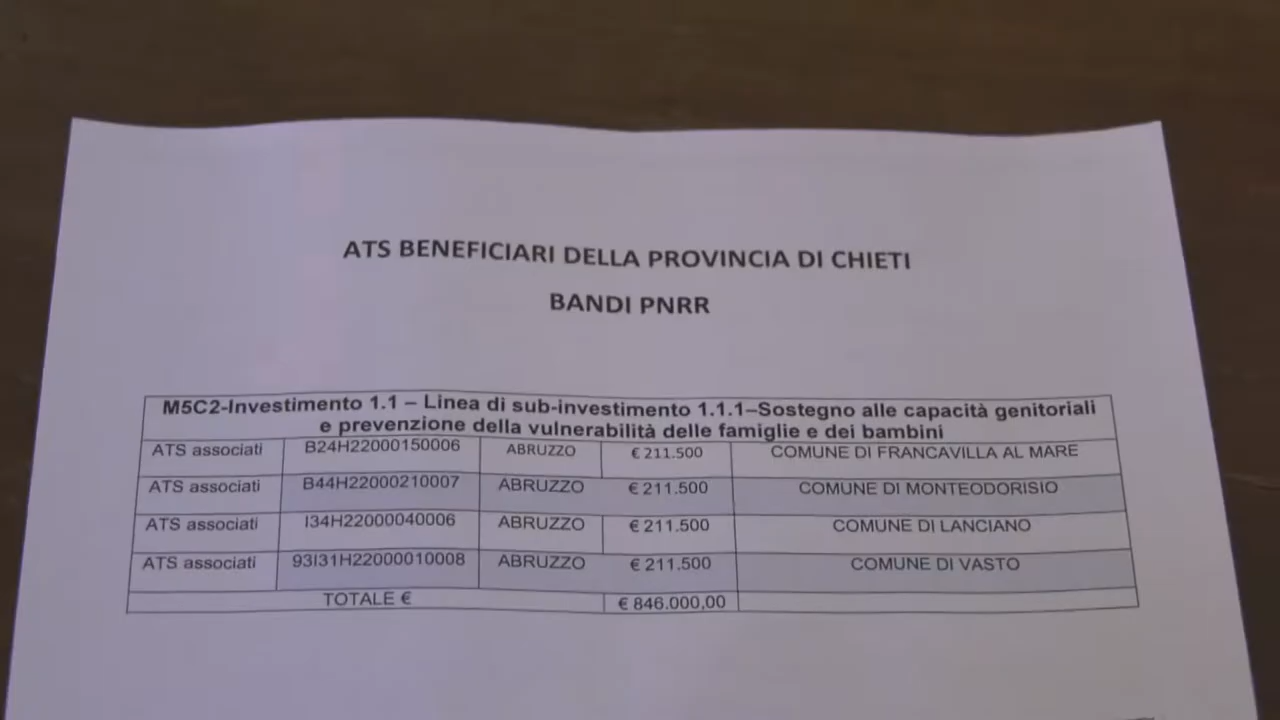 ATS BENEFICIARI DELLA PROVINCIA DI CHIETI
BANDI PNRR
M5C2-Investimento 1.1 – Linea di sub-investimento 1.1.1–Sostegno alle capacità genitoriali
e prevenzione della vulnerabilità delle famiglie e dei bambini
ATS associati B24H22000150006 ABRUZZO € 211.500 COMUNE DI FRANCAVILLA AL MARE
ATS associati B44H22000210007 ABRUZZO € 211.500 COMUNE DI MONTEODORISIO
ATS associati I34H22000040006 ABRUZZO € 211.500 COMUNE DI LANCIANO
ATS associati 93I31H22000010008 ABRUZZO € 211.500 COMUNE DI VASTO
TOTALE € € 846.000,00